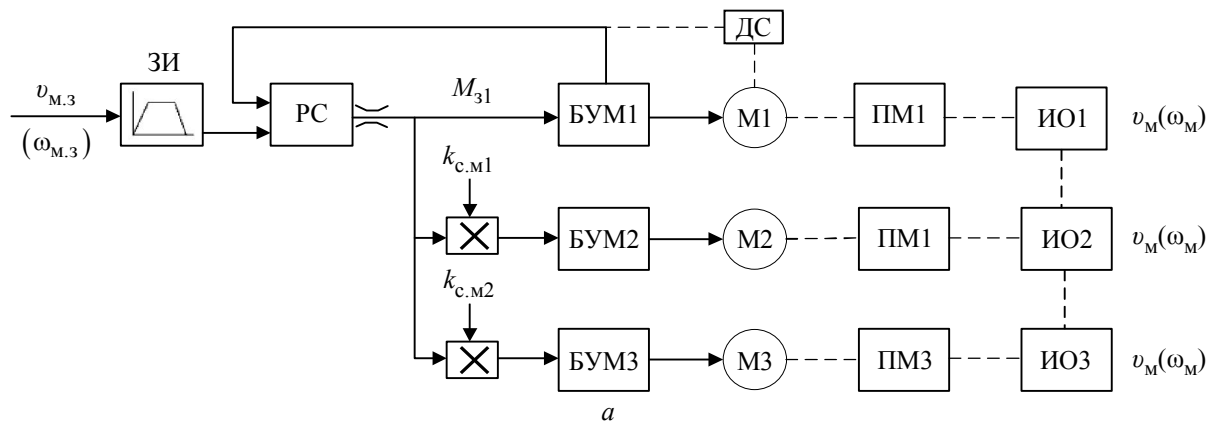 ДС
ЗИ
υм.з
(ωм.з)
РС
Mз1
БУМ1
М1
ПМ1
ИО1
υм(ωм)
kс.м1
БУМ2
М2
ПМ1
ИО2
υм(ωм)
kс.м2
БУМ3
М3
ПМ3
ИО3
υм(ωм)
а